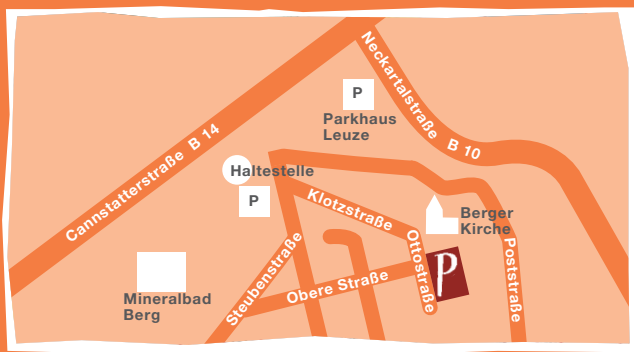 Neckartalstraße B 10
P
Parkhaus
Leuze
Cannstatterstraße B 14
Haltestelle
P
Klotzstraße
Berger
Kirche
Ottostraße
P
Poststraße
Steubenstraße
Obere Straße
Mineralbad
Berg